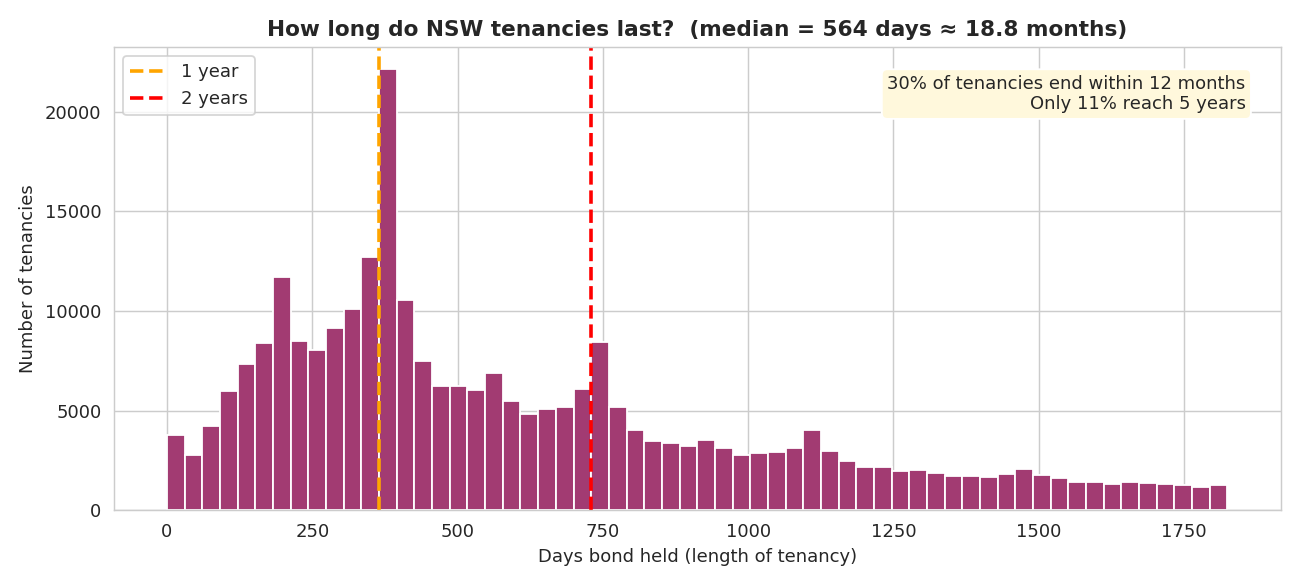 How long do NSW tenancies last?  (median = 564 days ≈ 18.8 months)
1 year
2 years
30% of tenancies end within 12 months
Only 11% reach 5 years
Number of tenancies
20000
15000
10000
5000
0
0 250 500 750 1000 1250 1500 1750
Days bond held (length of tenancy)